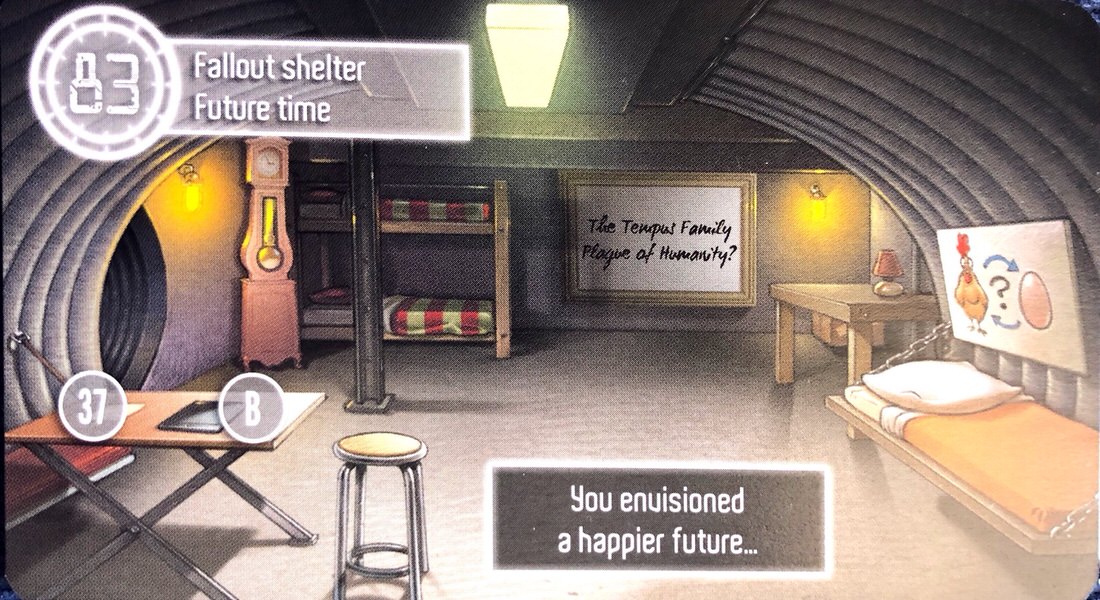 83
Fallout shelter
Future time
The Tempus Family
Plague of Humanity?
?
37
B
You envisioned
a happier future...